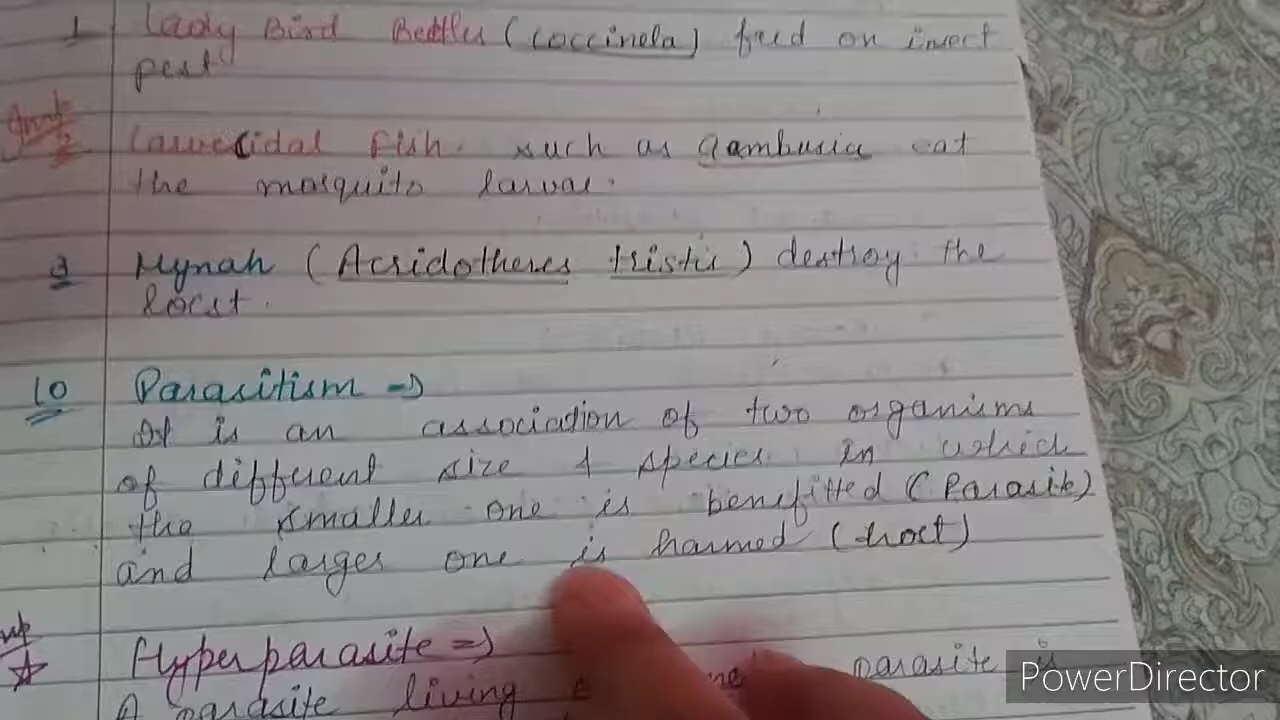 1 Lady Bird Bettles (coccinela) feed on insect
pest
Imp
2 Larvicidal Fish. such as gambusia eat
the mosquito larvae.
3 Mynah (Acridotheres tristis) destroy the
locst.
10 Parasitism =>
It is an association of two organisms
of different size & species in which
the smaller one is benefitted (Parasite)
and larger one is harmed (host)
imp
Hyperparasite =>
A parasite living parasite is
PowerDirector